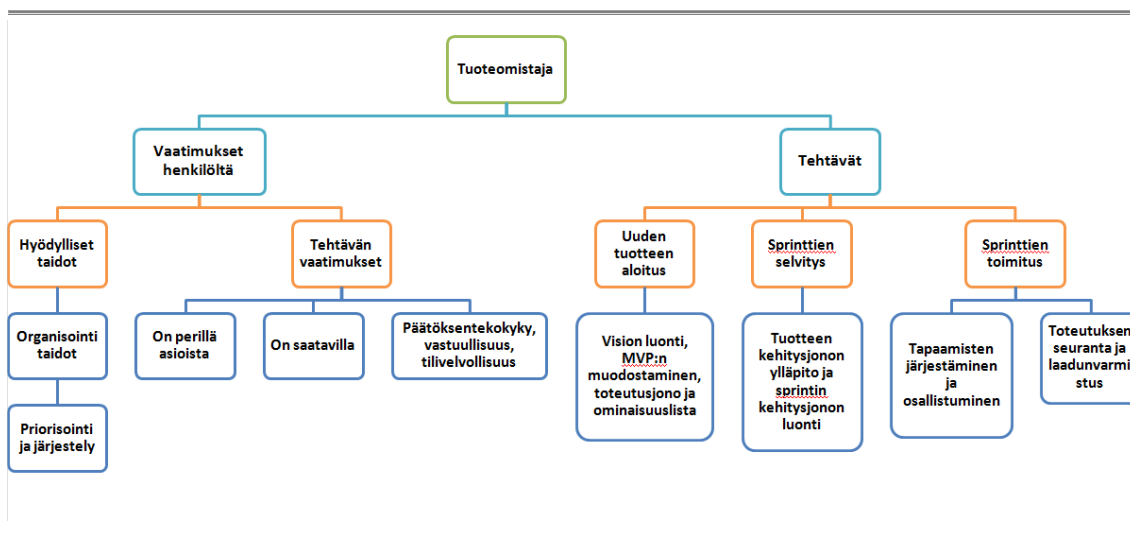 Tuoteomistaja
Vaatimukset
henkilöltä
Tehtävät
Hyödylliset
taidot
Tehtävän
vaatimukset
Uuden
tuotteen
aloitus
Sprinttien
selvitys
Sprinttien
toimitus
Organisointi
taidot
On perillä
asioista
On saatavilla
Päätöksentekokyky,
vastuullisuus,
tilivelvollisuus
Vision luonti,
MVP:n
muodostaminen,
toteutusjono ja
ominaisuuslista
Tuotteen
kehitysjonon
ylläpito ja
sprintin
kehitysjonon
luonti
Tapaamisten
järjestäminen
ja
osallistuminen
Toteutuksen
seuranta ja
laadunvarmi
stus
Priorisointi
ja järjestely